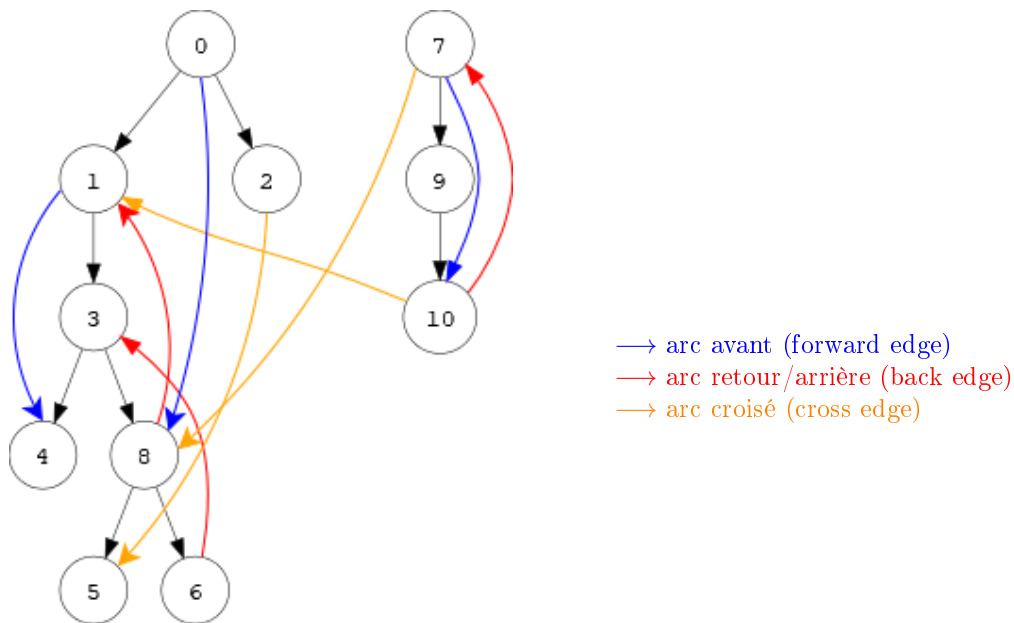 0 7
1 2 9
3 10
4 8
5 6
arc avant (forward edge)
arc retour/arrière (back edge)
arc croisé (cross edge)